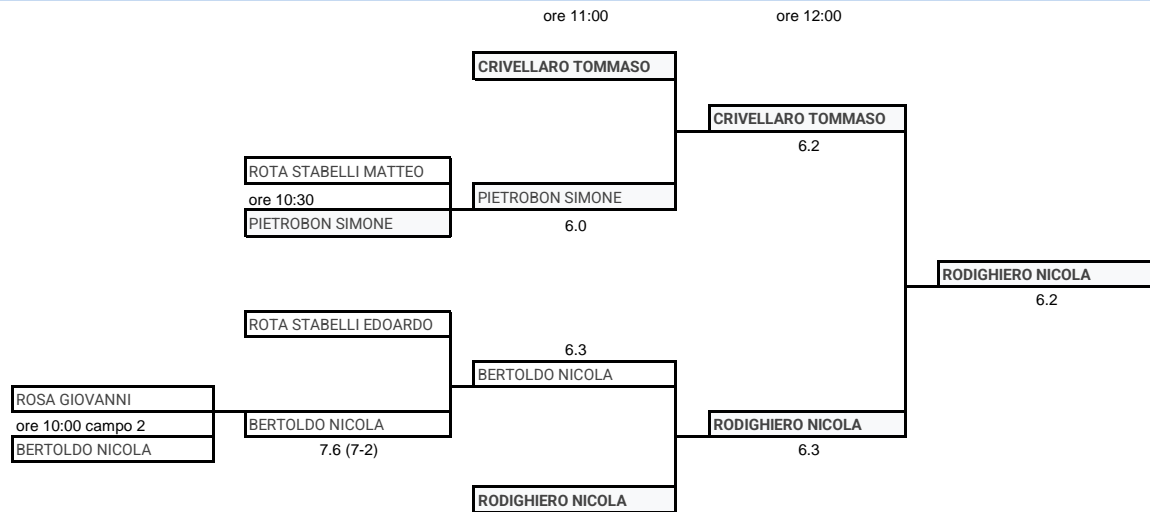 ore 11:00 ore 12:00
CRIVELLARO TOMMASO
CRIVELLARO TOMMASO
6.2
ROTA STABELLI MATTEO
ore 10:30
PIETROBON SIMONE
PIETROBON SIMONE
6.0
RODIGHIERO NICOLA
6.2
ROTA STABELLI EDOARDO
6.3
BERTOLDO NICOLA
ROSA GIOVANNI
ore 10:00 campo 2
BERTOLDO NICOLA
BERTOLDO NICOLA
7.6 (7-2)
RODIGHIERO NICOLA
6.3
RODIGHIERO NICOLA